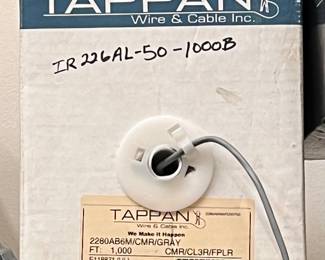 TAPPAN
Wire & Cable Inc.
IR226AL-50-1000B
TAPPAN
Wire & Cable Inc.
We Make it Happen
2280AB6M/CMR/GRAY
FT: 1,000 CMR/CL3R/FPLR